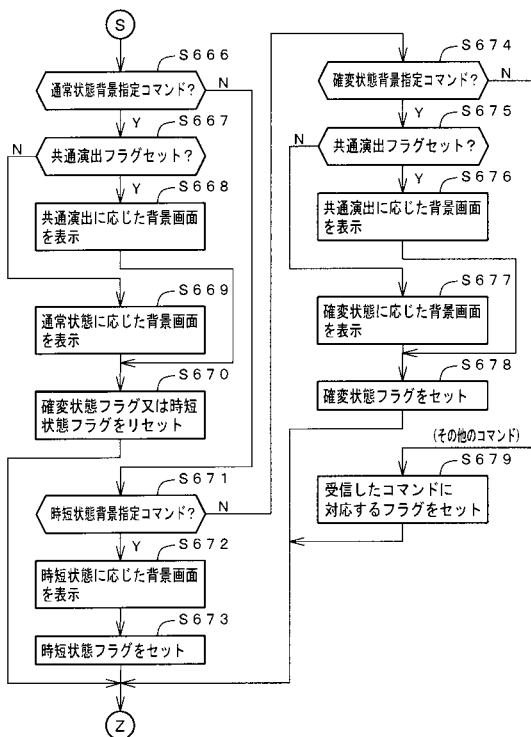 S
S666
通常状態背景指定コマンド?
N
Y
S667
N
共通演出フラグセット?
Y
S668
共通演出に応じた背景画面
を表示
S669
通常状態に応じた背景画面
を表示
S670
確変状態フラグ又は時短
状態フラグをリセット
S671
時短状態背景指定コマンド?
N
Y
S672
時短状態に応じた背景画面
を表示
S673
時短状態フラグをセット
Z
S674
確変状態背景指定コマンド?
N
Y
S675
N
共通演出フラグセット?
Y
S676
共通演出に応じた背景画面
を表示
S677
確変状態に応じた背景画面
を表示
S678
確変状態フラグをセット
(その他のコマンド)
S679
受信したコマンドに
対応するフラグをセット